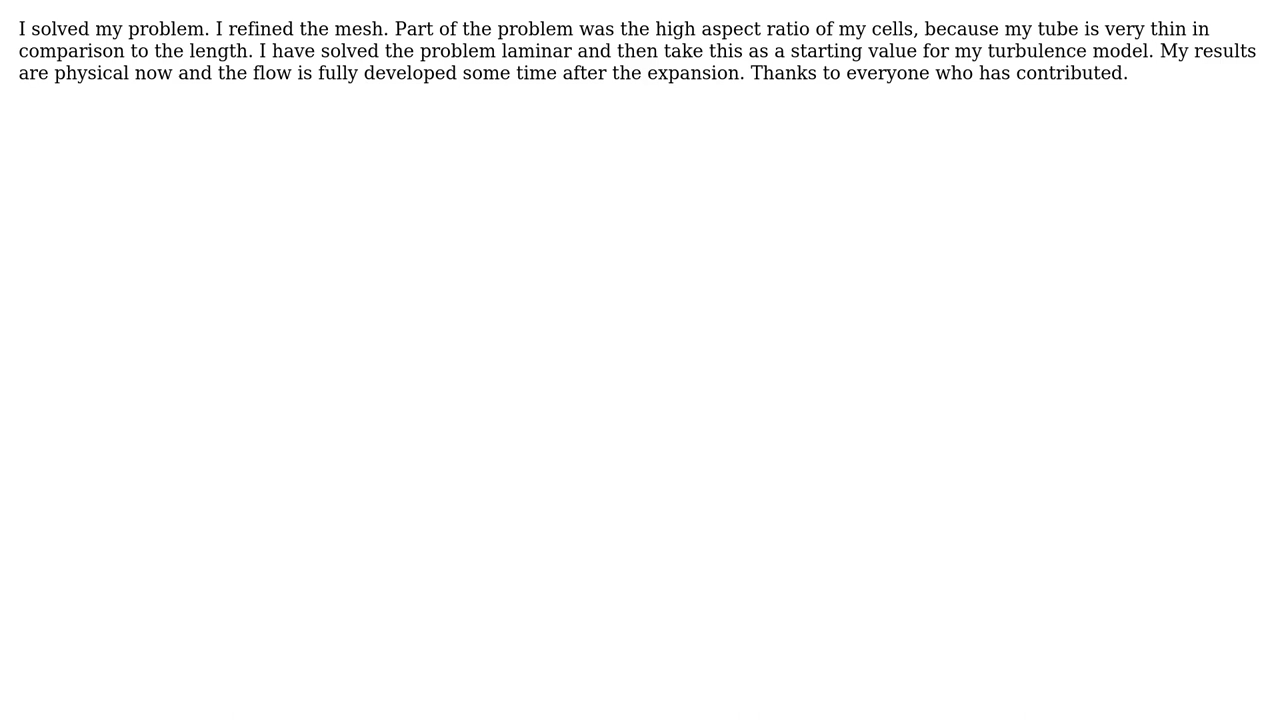 I solved my problem. I refined the mesh. Part of the problem was the high aspect ratio of my cells, because my tube is very thin in
comparison to the length. I have solved the problem laminar and then take this as a starting value for my turbulence model. My results
are physical now and the flow is fully developed some time after the expansion. Thanks to everyone who has contributed.